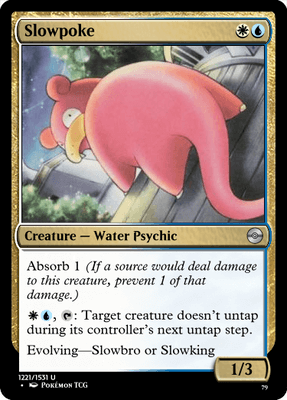 Slowpoke
Creature — Water Psychic
Absorb 1 (If a source would deal damage
to this creature, prevent 1 of that
damage.)
, : Target creature doesn't untap
during its controller's next untap step.
Evolving—Slowbro or Slowking
1/3
1221/1531 U
• Pokémon TCG
79